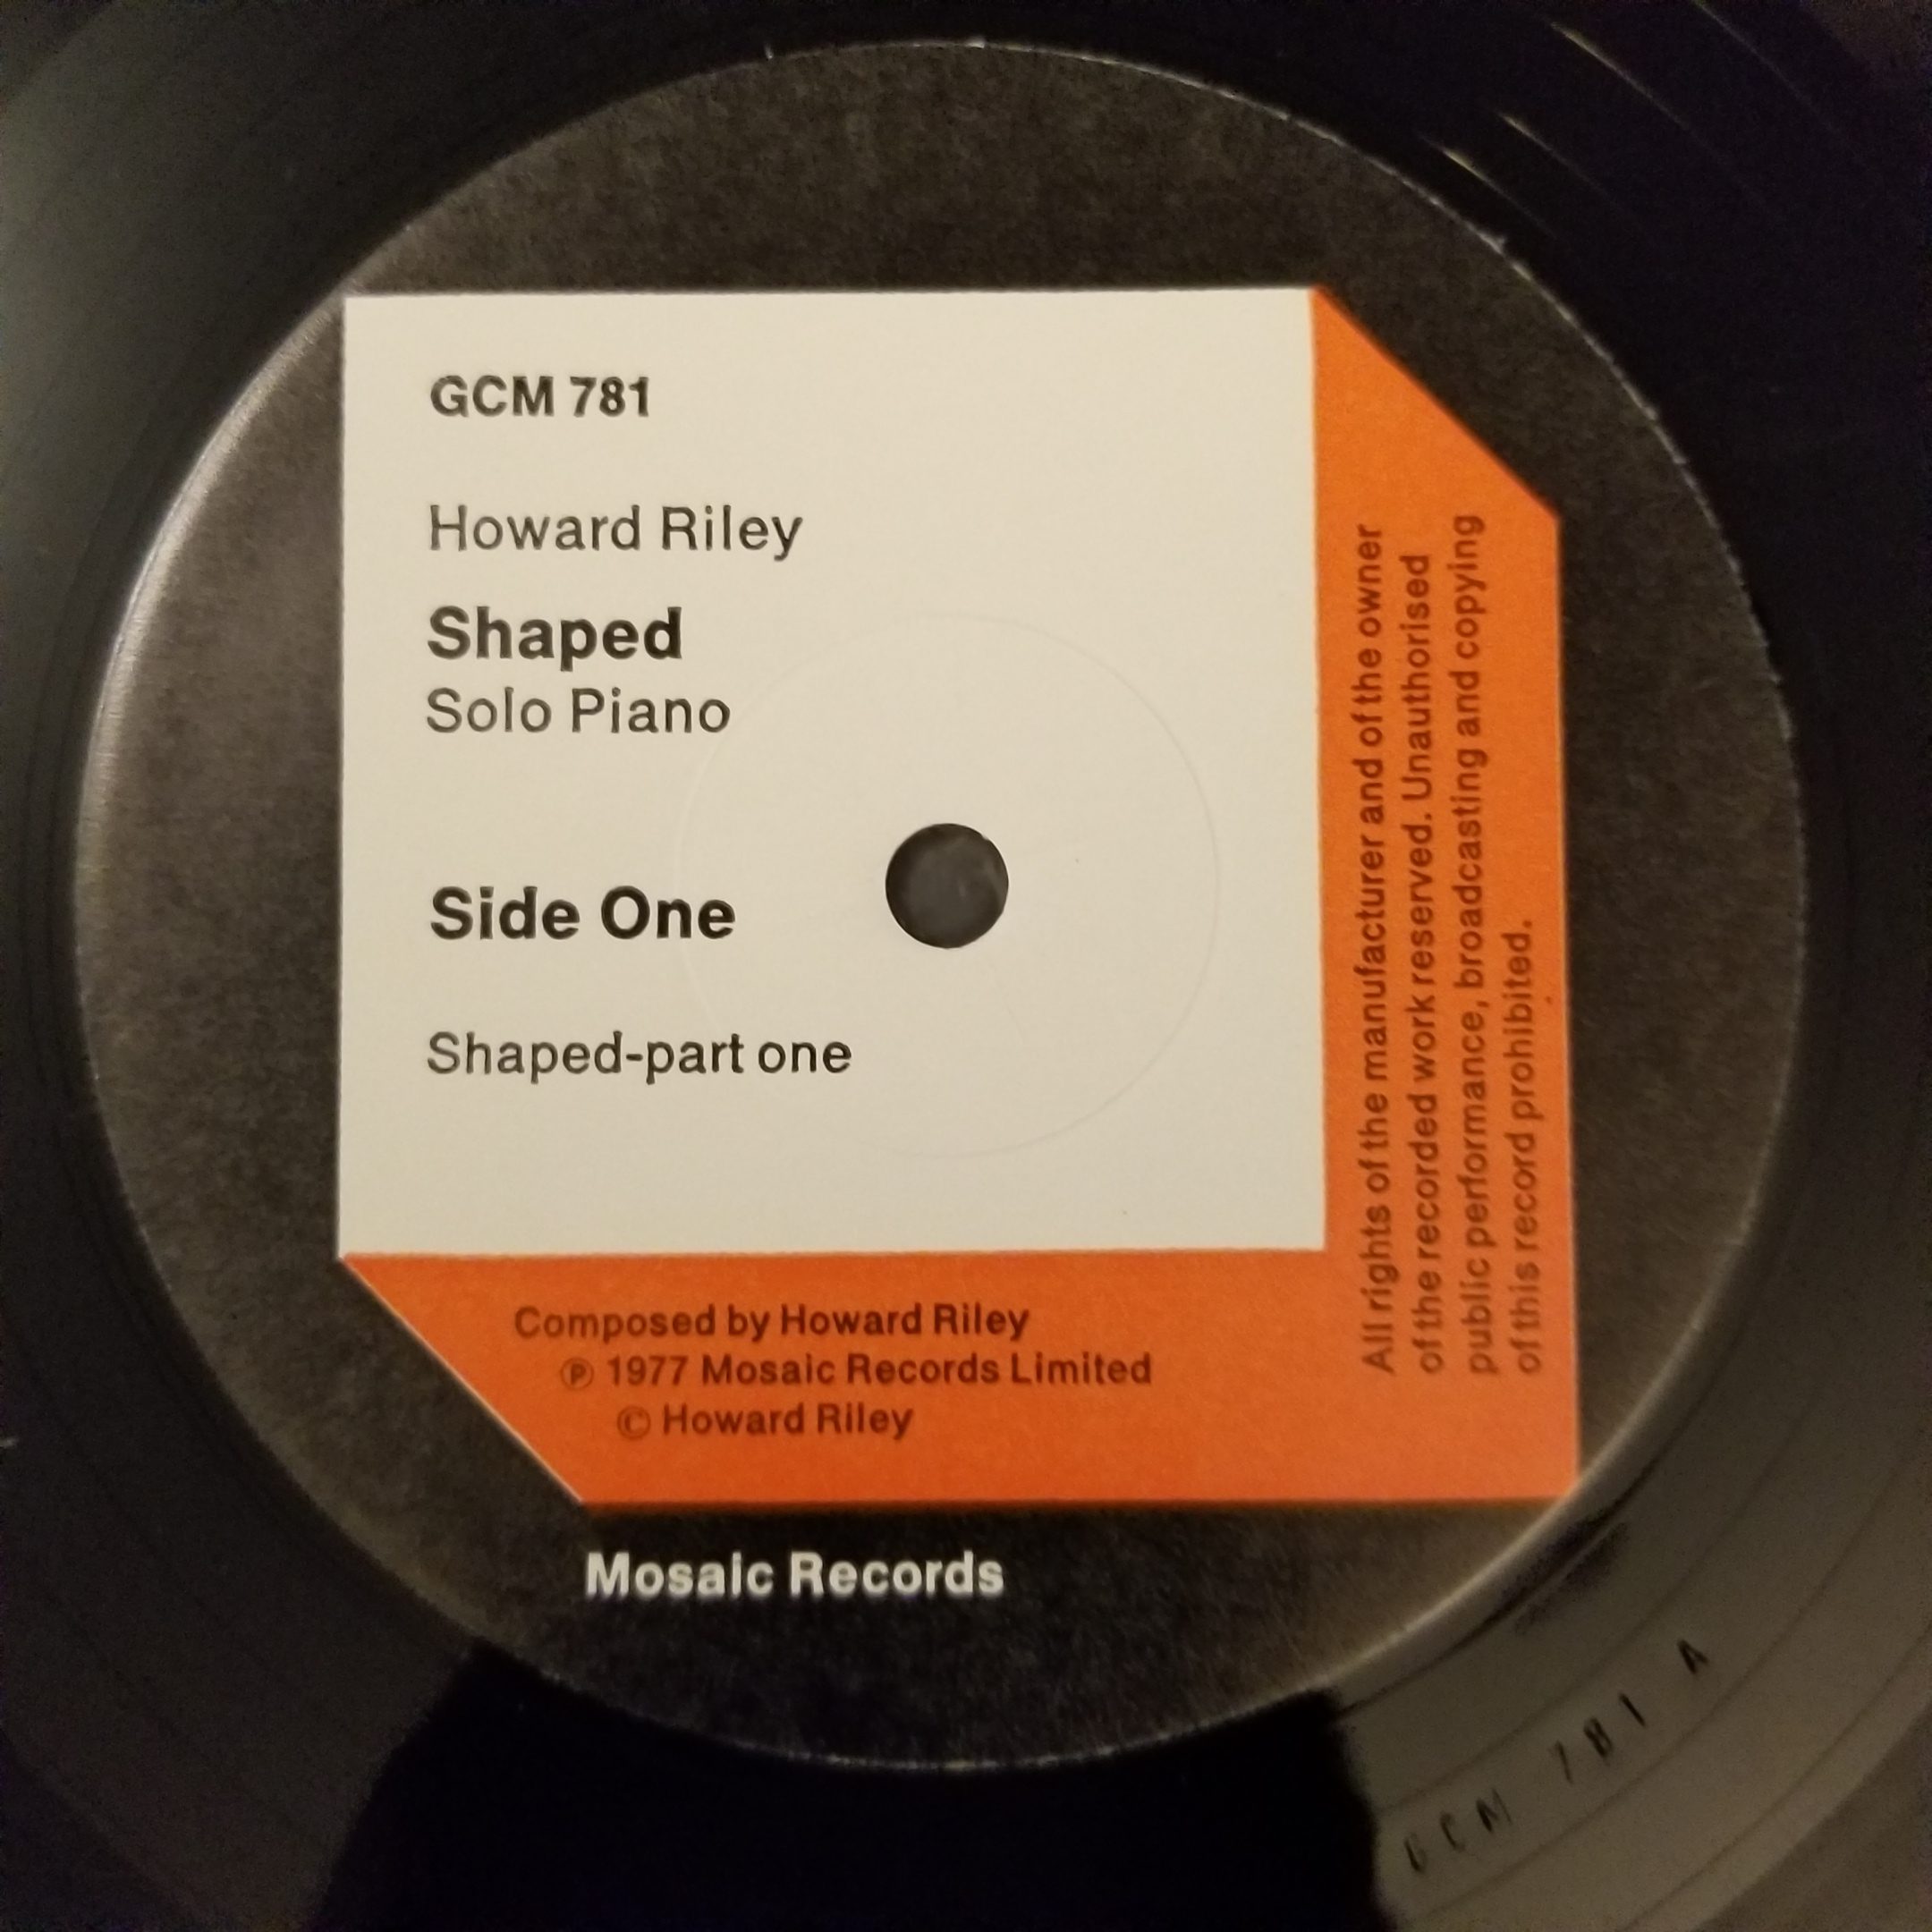 GCM 781
Howard Riley
Shaped
Solo Piano
Side One
Shaped-part one
Composed by Howard Riley
℗ 1977 Mosaic Records Limited
© Howard Riley
All rights of the manufacturer and of the owner
of the recorded work reserved. Unauthorised
public performance, broadcasting and copying
of this record prohibited.
Mosaic Records
GCM 781 A